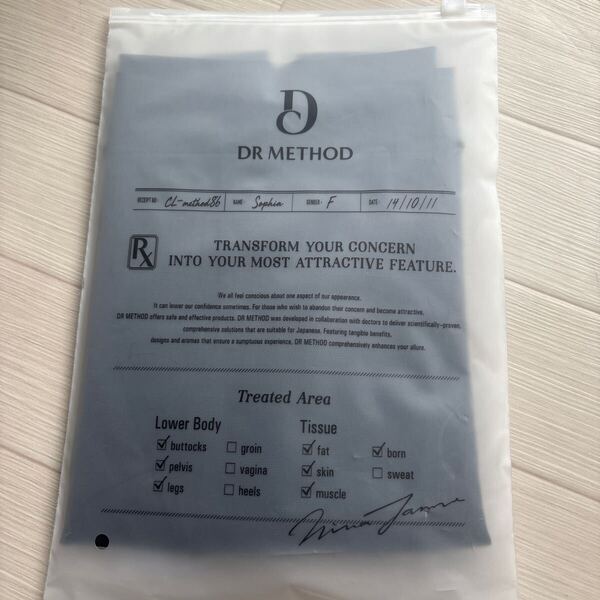 DR METHOD
RECEIPT NO: CL-method86 NAME: Sophia GENDER: F DATE: 14/10/11
Rx TRANSFORM YOUR CONCERN
INTO YOUR MOST ATTRACTIVE FEATURE.
We all feel conscious about one aspect of our appearance.
It can lower our confidence sometimes. For those who wish to abandon their concern and become attractive.
DR METHOD offers safe and effective products. DR METHOD was developed in collaboration with doctors to deliver scientifically-proven,
comprehensive solutions that are suitable for Japanese. Featuring tangible benefits,
designs and aromas that ensure a sumptuous experience, DR METHOD comprehensively enhances your allure.
Treated Area
Lower Body Tissue
buttocks groin fat born
pelvis vagina skin sweat
legs heels muscle